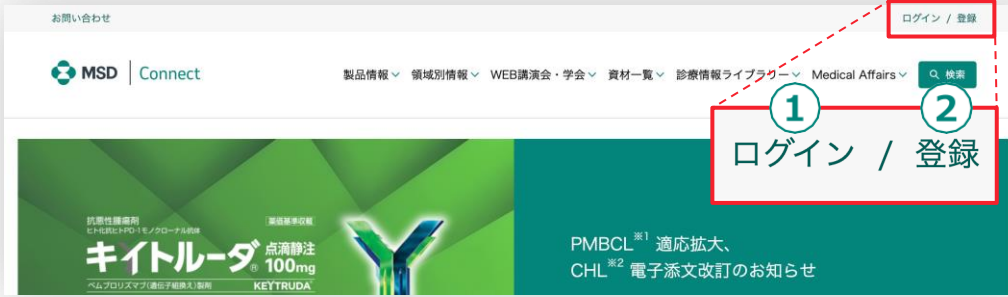 お問い合わせ
ログイン / 登録
MSD Connect
製品情報 領域別情報 WEB講演会・学会 資材一覧 診療情報ライブラリー Medical Affairs 検索
① ②
ログイン / 登録
抗悪性腫瘍剤
ヒト化抗ヒトPD-1モノクローナル抗体
薬価基準収載
キイトルーダ® 点滴静注
100mg
ペムブロリズマブ(遺伝子組換え)製剤 KEYTRUDA
PMBCL※1 適応拡大、
CHL※2 電子添文改訂のお知らせ